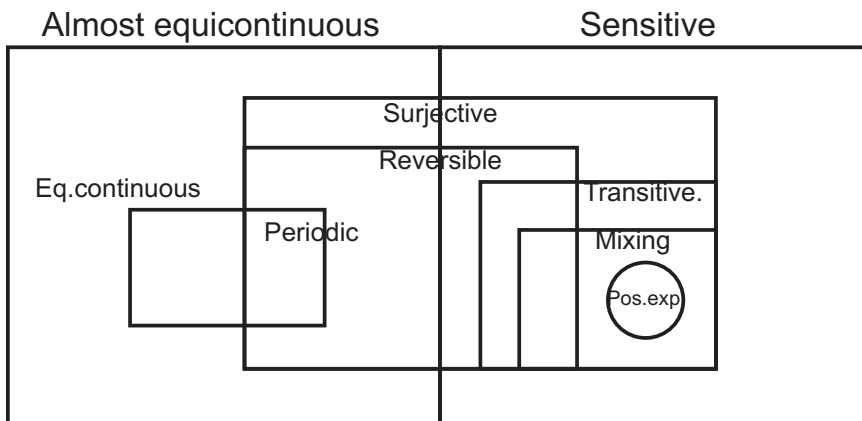 Almost equicontinuous Sensitive
Surjective
Reversible
Eq.continuous
Transitive.
Periodic
Mixing
Pos.exp